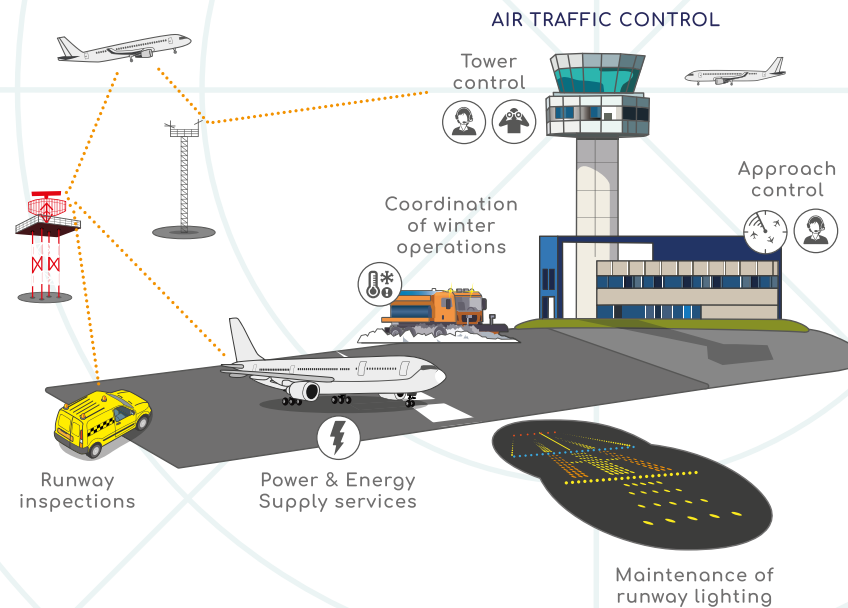 AIR TRAFFIC CONTROL
Tower
control
Approach
control
Coordination
of winter
operations
Runway
inspections
Power & Energy
Supply services
Maintenance of
runway lighting